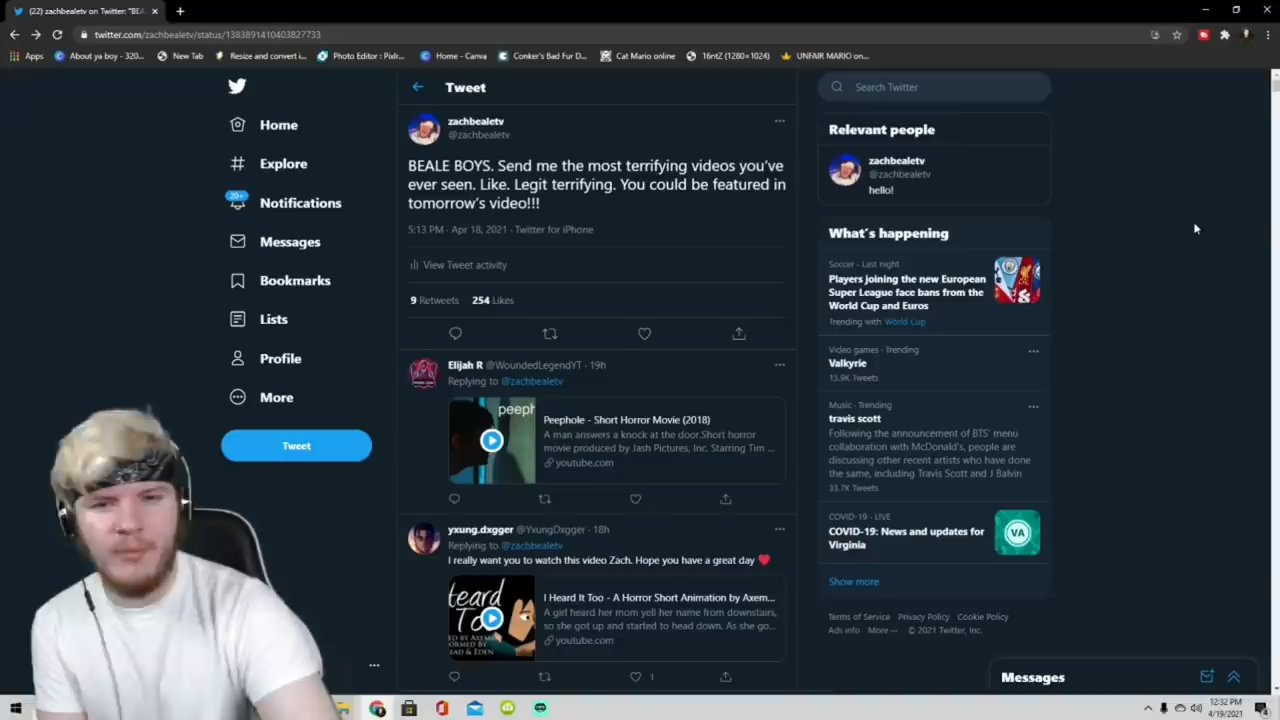 (22) zachbealetv on Twitter: "BEA
twitter.com/zachbealetv/status/1383891410403827733
Apps
About ya boy - 320...
New Tab
Resize and convert i...
Photo Editor : Pixlr...
Home - Canva
Conker's Bad Fur D...
Cat Mario online
16ntZ (1280×1024)
UNFAIR MARIO on...
Home
Explore
20+
Notifications
Messages
Bookmarks
Lists
Profile
More
Tweet
Tweet
zachbealetv
@zachbealetv
BEALE BOYS. Send me the most terrifying videos you've
ever seen. Like. Legit terrifying. You could be featured in
tomorrow's video!!!
5:13 PM · Apr 18, 2021 · Twitter for iPhone
View Tweet activity
9 Retweets 254 Likes
Elijah R @WoundedLegendYT · 19h
Replying to @zachbealetv
peeph
Peephole - Short Horror Movie (2018)
A man answers a knock at the door.Short horror
movie produced by Jash Pictures, Inc. Starring Tim ...
youtube.com
yxung.dxgger @YxungDxgger · 18h
Replying to @zachbealetv
I really want you to watch this video Zach. Hope you have a great day ♥
I Heard It Too - A Horror Short Animation by Axem...
A girl heard her mom yell her name from downstairs,
so she got up and started to head down. As she go...
youtube.com
1
Search Twitter
Relevant people
zachbealetv
@zachbealetv
hello!
What's happening
Soccer · Last night
Players joining the new European
Super League face bans from the
World Cup and Euros
Trending with World Cup
Video games · Trending
Valkyrie
15.9K Tweets
Music · Trending
travis scott
Following the announcement of BTS' menu
collaboration with McDonald's, people are
discussing other recent artists who have done
the same, including Travis Scott and J Balvin
33.7K Tweets
COVID-19 · LIVE
COVID-19: News and updates for
Virginia
VA
Show more
Terms of Service Privacy Policy Cookie Policy
Ads info More ··· © 2021 Twitter, Inc.
Messages
12:32 PM
4/19/2021